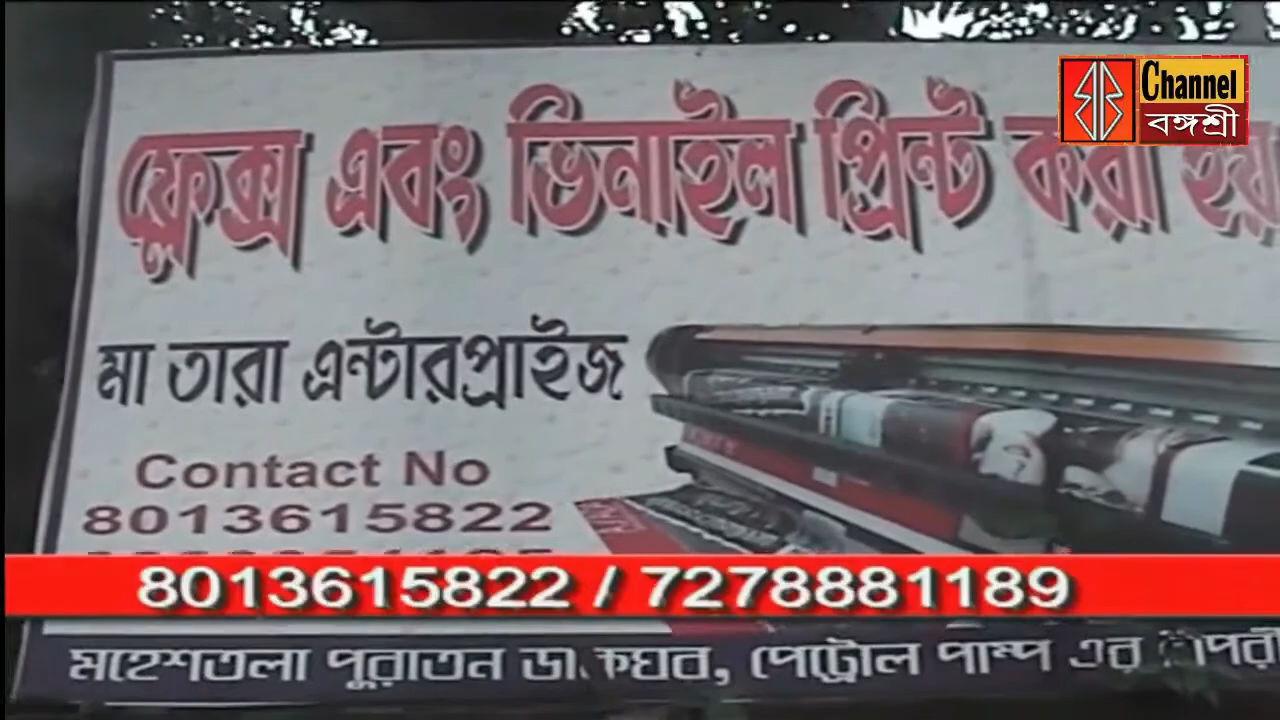 Channel
বঙ্গশ্রী
ফ্লেক্স এবং ভিনাইল প্রিন্ট করা হয়
মা তারা এন্টারপ্রাইজ
Contact No
8013615822
8013615822 / 7278881189
মহেশতলা পুরাতন ডাকঘর, পেট্রোল পাম্প এর